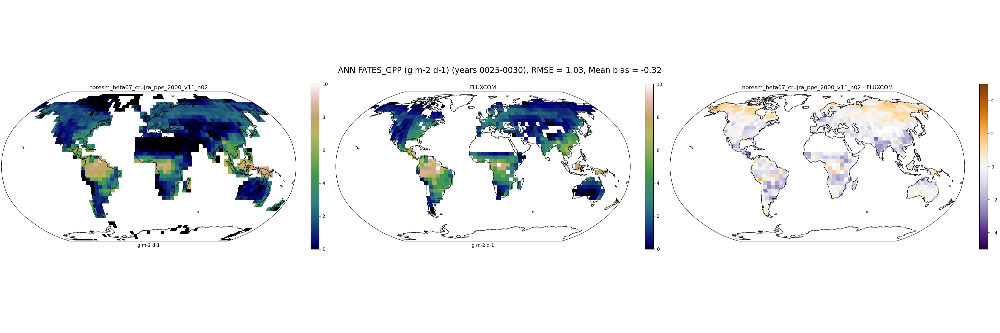 ANN FATES_GPP (g m-2 d-1) (years 0025-0030), RMSE = 1.03, Mean bias = -0.32
noresm_beta07_crujra_ppe_2000_v11_n02
10
8
6
4
2
0
g m-2 d-1
FLUXCOM
10
8
6
4
2
0
g m-2 d-1
noresm_beta07_crujra_ppe_2000_v11_n02 - FLUXCOM
4
2
0
−2
−4